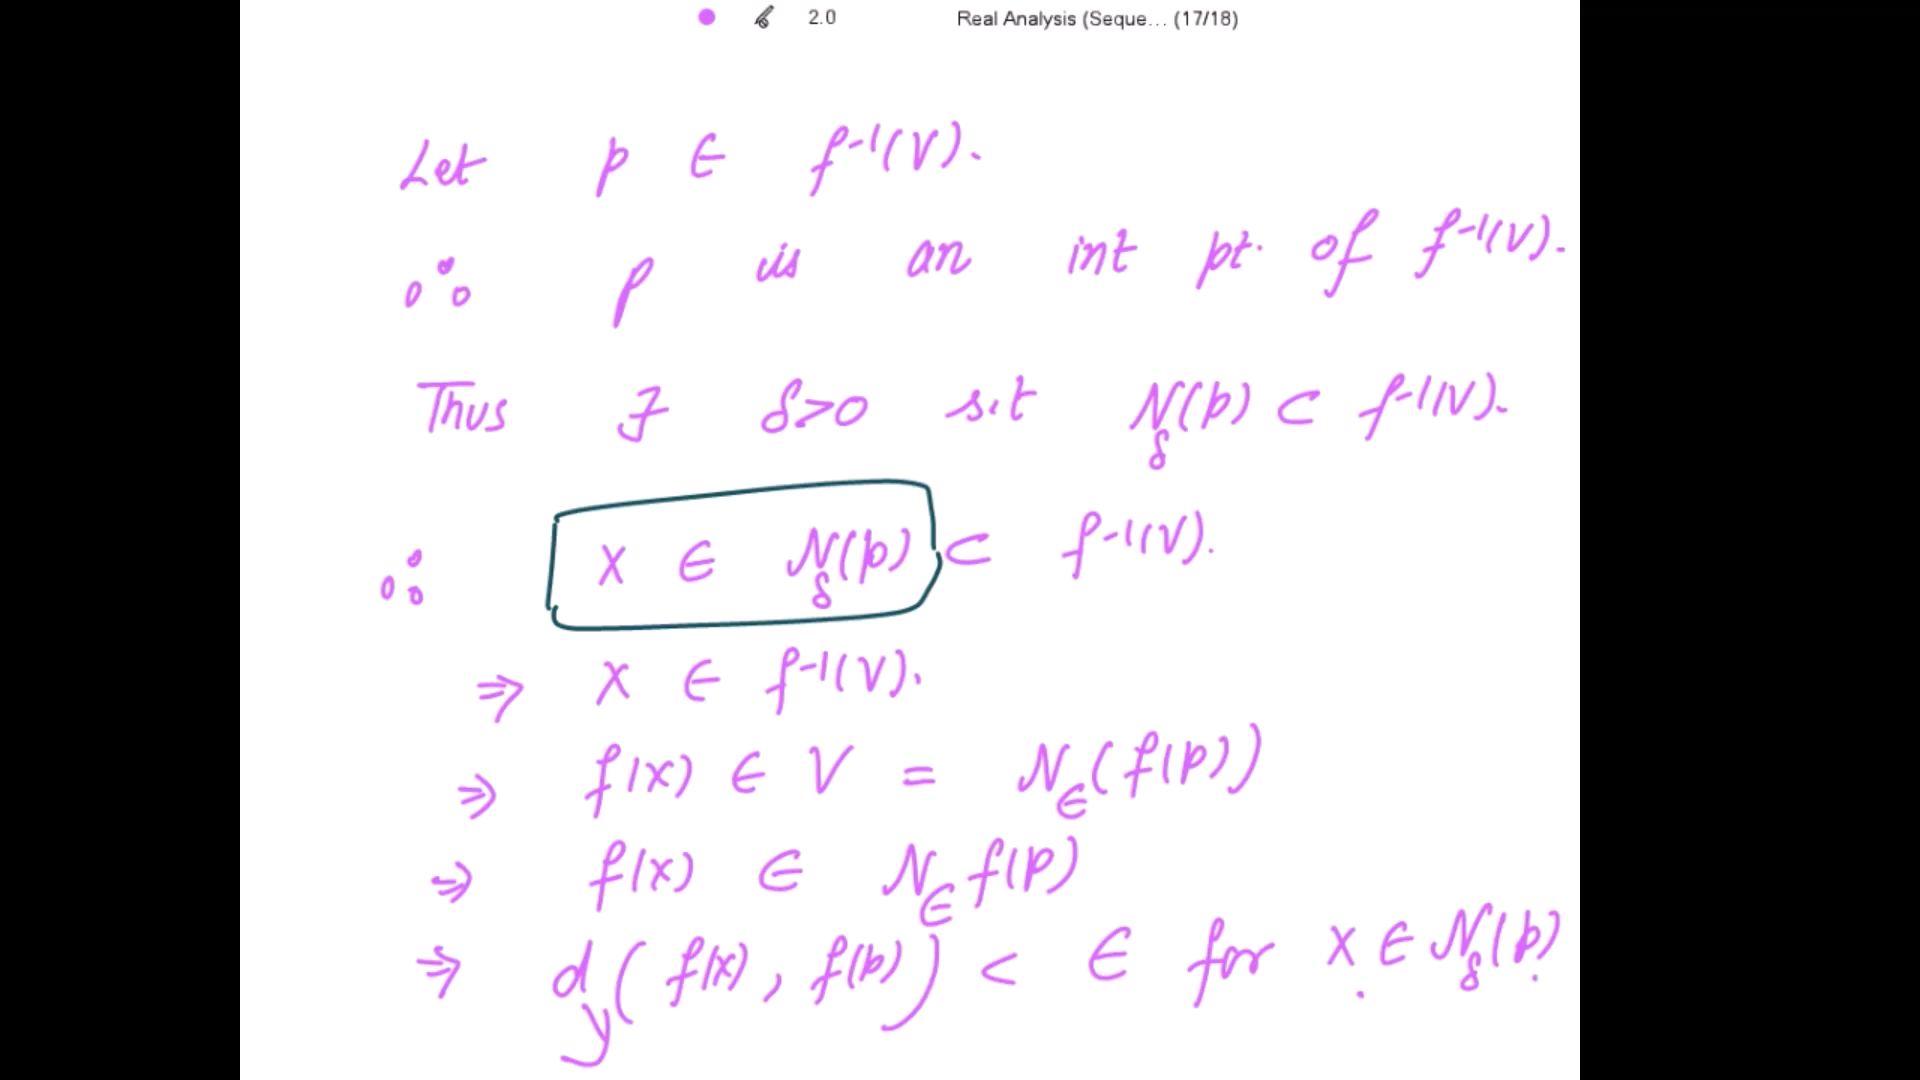 2.0 Real Analysis (Seque... (17/18)
Let p ∈ f⁻¹(V).
∴ p is an int pt. of f⁻¹(V).
Thus ∃ δ>0 s.t N_δ(p) ⊂ f⁻¹(V).
∴ x ∈ N_δ(p) ⊂ f⁻¹(V).
⇒ x ∈ f⁻¹(V).
⇒ f(x) ∈ V = N_∈(f(p))
⇒ f(x) ∈ N_∈ f(p)
⇒ d_y(f(x), f(p)) < ∈ for x ∈ N_δ(p)